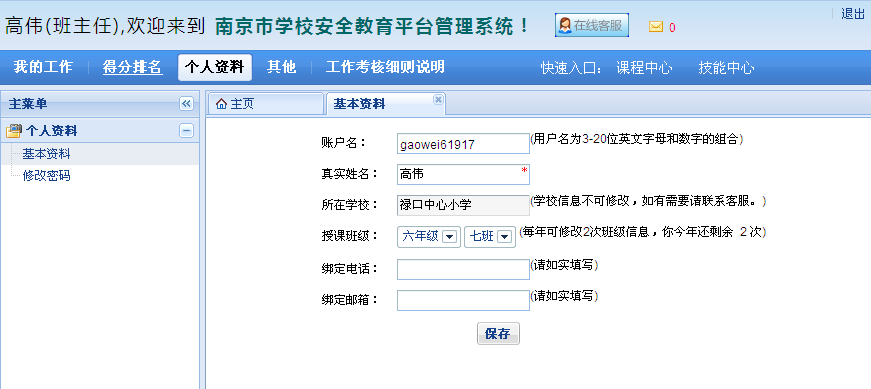 高伟(班主任),欢迎来到 南京市学校安全教育平台管理系统！ 在线客服 0 退出
我的工作 得分排名 个人资料 其他 工作考核细则说明 快速入口： 课程中心 技能中心
主菜单
个人资料
基本资料
修改密码
主页 基本资料
账户名： gaowei61917 (用户名为3-20位英文字母和数字的组合)
真实姓名： 高伟 *
所在学校： 禄口中心小学 (学校信息不可修改，如有需要请联系客服。)
授课班级： 六年级 七班 (每年可修改2次班级信息，你今年还剩余 2 次)
绑定电话： (请如实填写)
绑定邮箱： (请如实填写)
保存